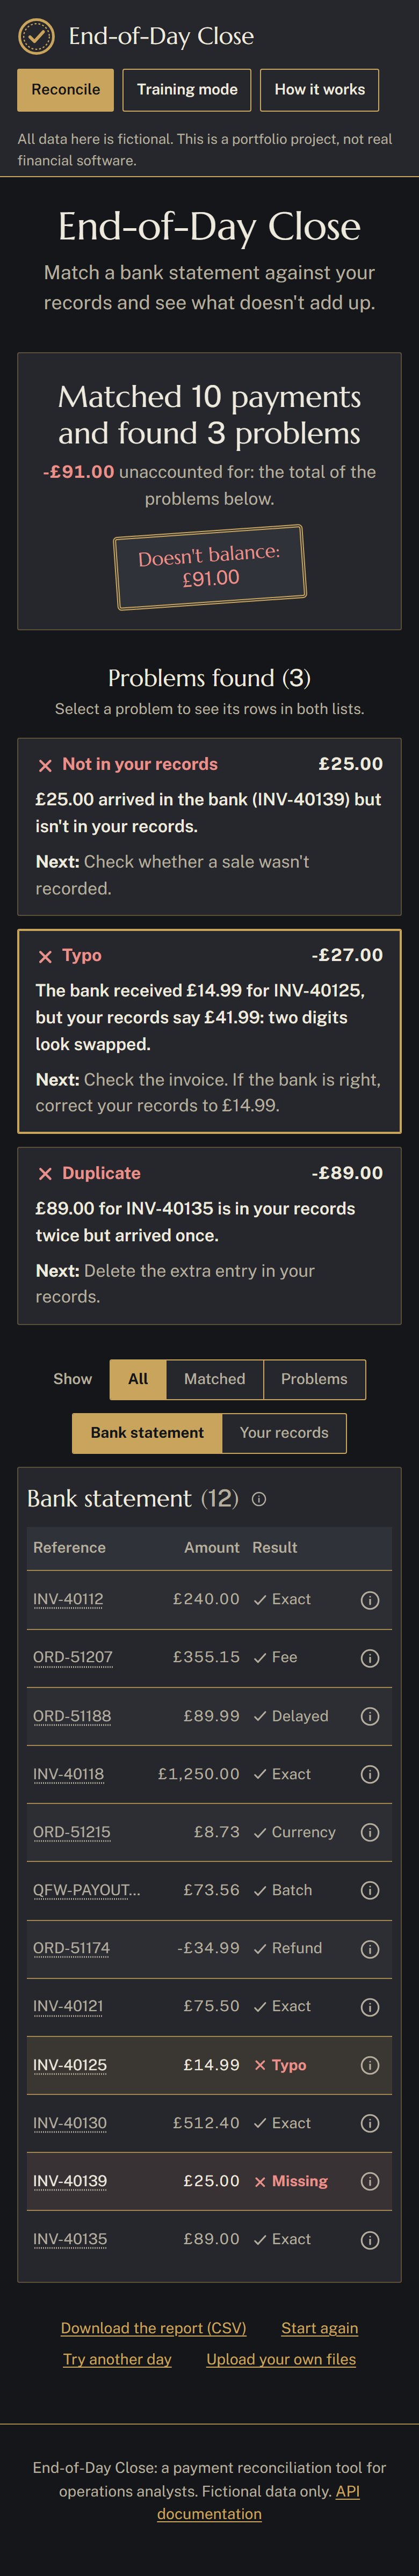 End-of-Day Close
Reconcile
Training mode
How it works
All data here is fictional. This is a portfolio project, not real
financial software.
End-of-Day Close
Match a bank statement against your
records and see what doesn't add up.
Matched 10 payments
and found 3 problems
-£91.00 unaccounted for: the total of the
problems below.
Doesn't balance:
£91.00
Problems found (3)
Select a problem to see its rows in both lists.
Not in your records £25.00
£25.00 arrived in the bank (INV-40139) but
isn't in your records.
Next: Check whether a sale wasn't
recorded.
Typo -£27.00
The bank received £14.99 for INV-40125,
but your records say £41.99: two digits
look swapped.
Next: Check the invoice. If the bank is right,
correct your records to £14.99.
Duplicate -£89.00
£89.00 for INV-40135 is in your records
twice but arrived once.
Next: Delete the extra entry in your
records.
Show All Matched Problems
Bank statement Your records
Bank statement (12)
Reference Amount Result
INV-40112 £240.00 Exact
ORD-51207 £355.15 Fee
ORD-51188 £89.99 Delayed
INV-40118 £1,250.00 Exact
ORD-51215 £8.73 Currency
QFW-PAYOUT... £73.56 Batch
ORD-51174 -£34.99 Refund
INV-40121 £75.50 Exact
INV-40125 £14.99 Typo
INV-40130 £512.40 Exact
INV-40139 £25.00 Missing
INV-40135 £89.00 Exact
Download the report (CSV) Start again
Try another day Upload your own files
End-of-Day Close: a payment reconciliation tool for
operations analysts. Fictional data only. API
documentation